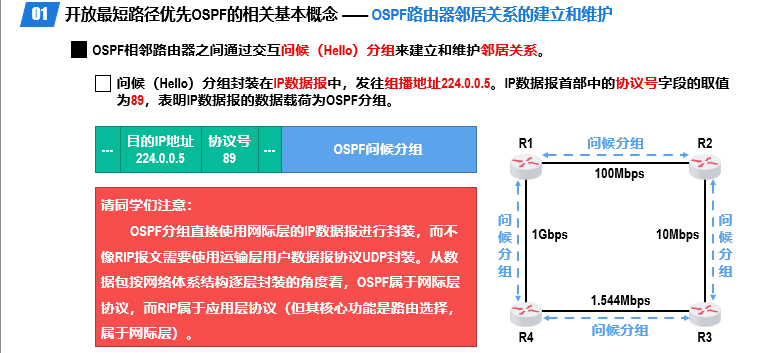 01 开放最短路径优先OSPF的相关基本概念 —— OSPF路由器邻居关系的建立和维护
OSPF相邻路由器之间通过交互问候（Hello）分组来建立和维护邻居关系。
问候（Hello）分组封装在IP数据报中，发往组播地址224.0.0.5。IP数据报首部中的协议号字段的取值
为89，表明IP数据报的数据载荷为OSPF分组。
... 目的IP地址 224.0.0.5 协议号 89 ... OSPF问候分组
请同学们注意：
OSPF分组直接使用网际层的IP数据报进行封装，而不
像RIP报文需要使用运输层用户数据报协议UDP封装。从数
据包按网络体系结构逐层封装的角度看，OSPF属于网际层
协议，而RIP属于应用层协议（但其核心功能是路由选择，
属于网际层）。
R1 问候分组 R2
100Mbps
问候分组 1Gbps 10Mbps 问候分组
1.544Mbps
R4 问候分组 R3